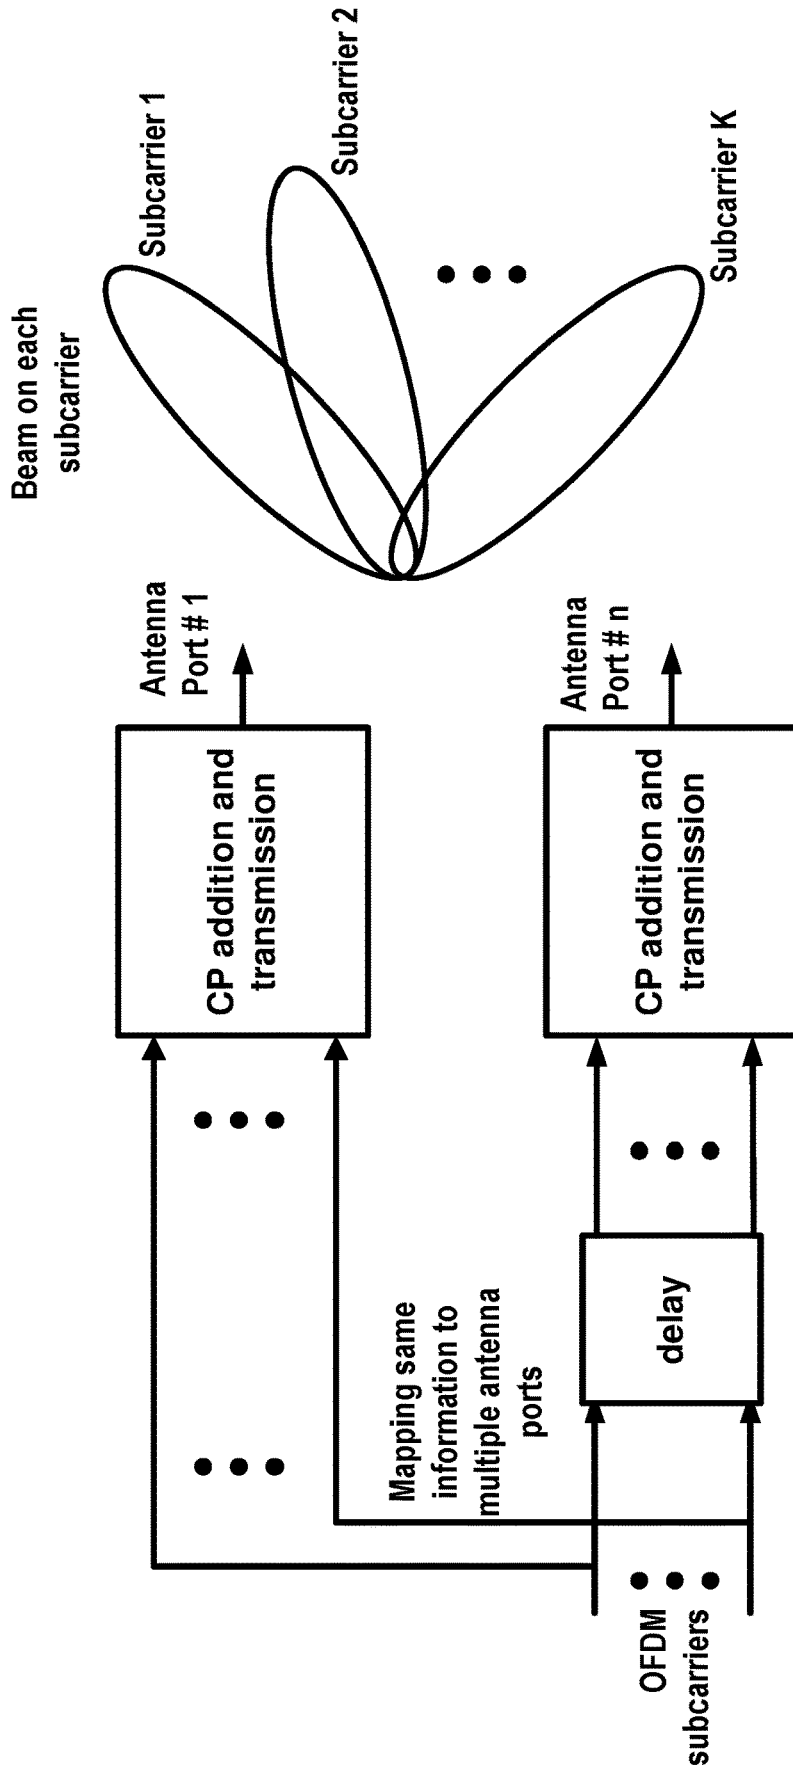 OFDM
subcarriers
Mapping same
information to
multiple antenna
ports
delay
CP addition and
transmission
CP addition and
transmission
Antenna
Port # 1
Antenna
Port # n
Beam on each
subcarrier
Subcarrier 1
Subcarrier 2
Subcarrier K